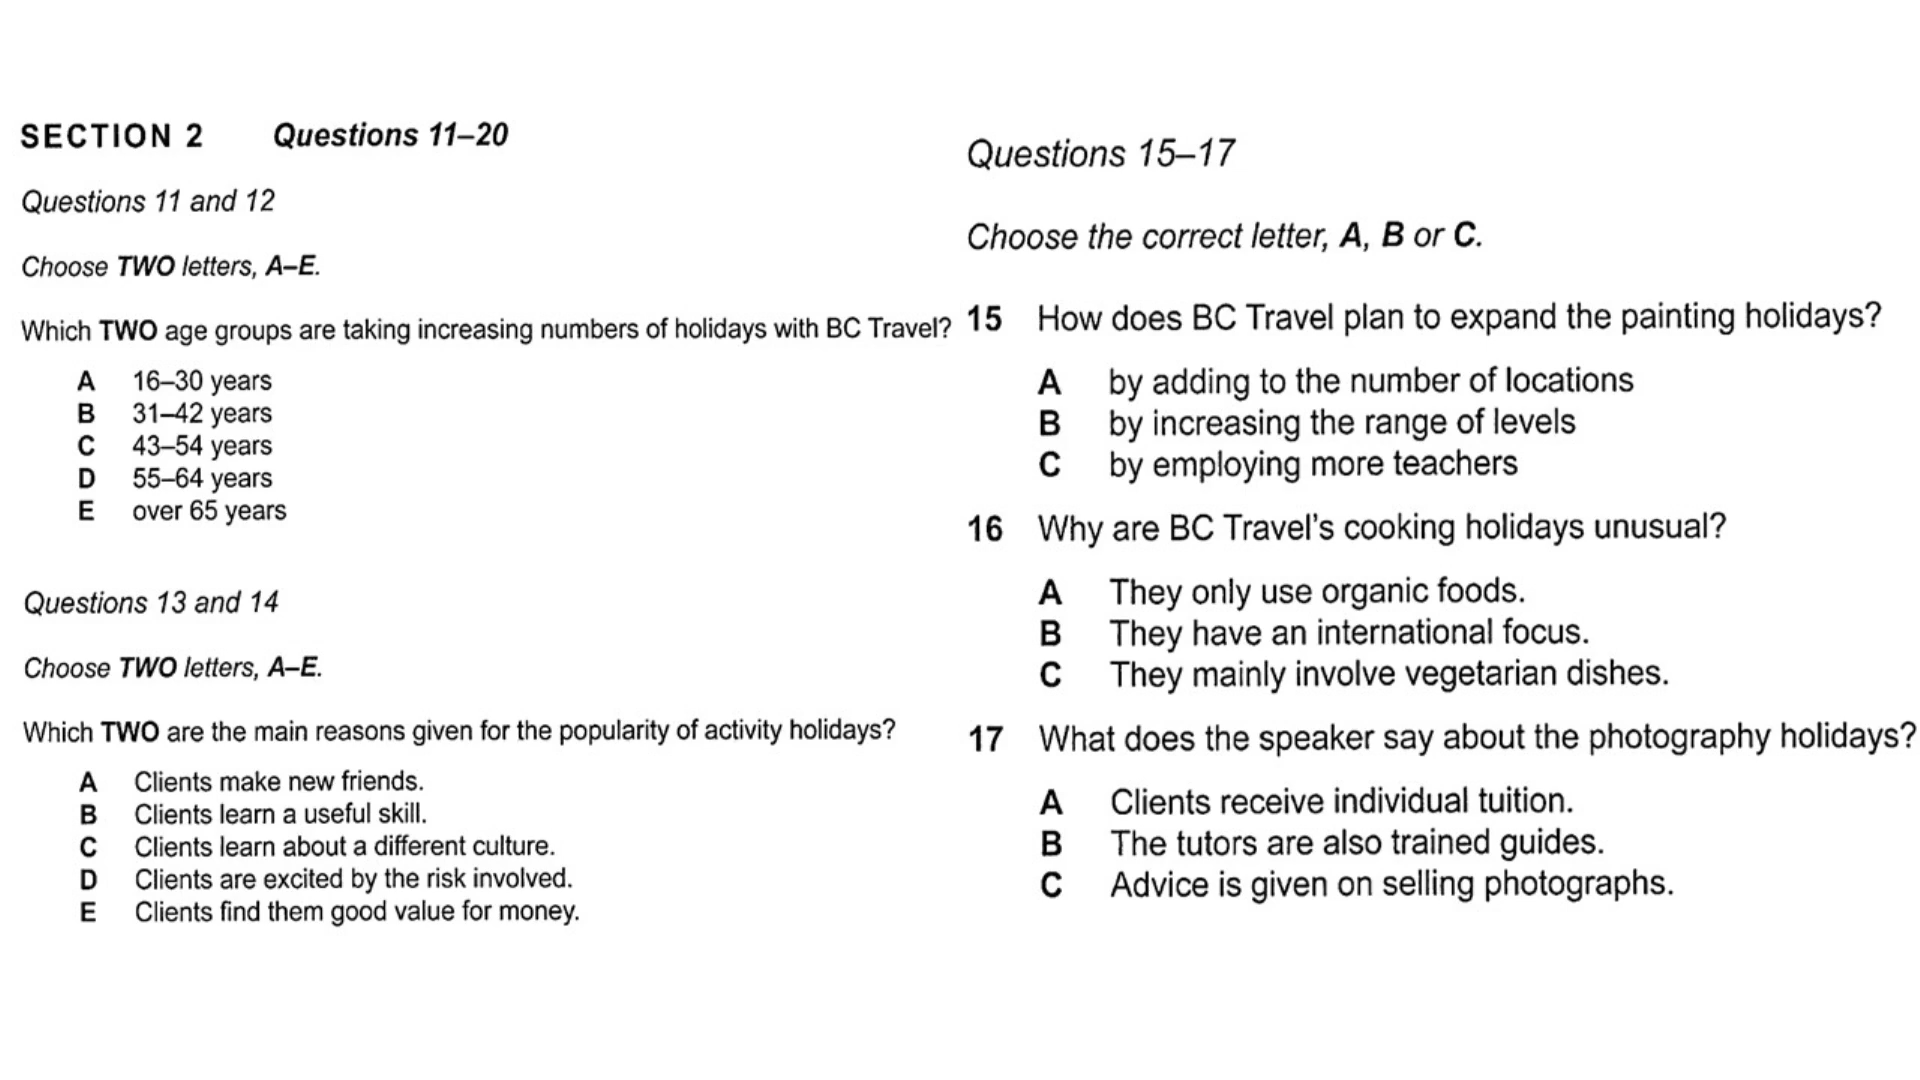 SECTION 2 Questions 11–20
Questions 11 and 12
Choose TWO letters, A–E.
Which TWO age groups are taking increasing numbers of holidays with BC Travel?
A 16–30 years
B 31–42 years
C 43–54 years
D 55–64 years
E over 65 years
Questions 13 and 14
Choose TWO letters, A–E.
Which TWO are the main reasons given for the popularity of activity holidays?
A Clients make new friends.
B Clients learn a useful skill.
C Clients learn about a different culture.
D Clients are excited by the risk involved.
E Clients find them good value for money.
Questions 15–17
Choose the correct letter, A, B or C.
15 How does BC Travel plan to expand the painting holidays?
A by adding to the number of locations
B by increasing the range of levels
C by employing more teachers
16 Why are BC Travel's cooking holidays unusual?
A They only use organic foods.
B They have an international focus.
C They mainly involve vegetarian dishes.
17 What does the speaker say about the photography holidays?
A Clients receive individual tuition.
B The tutors are also trained guides.
C Advice is given on selling photographs.